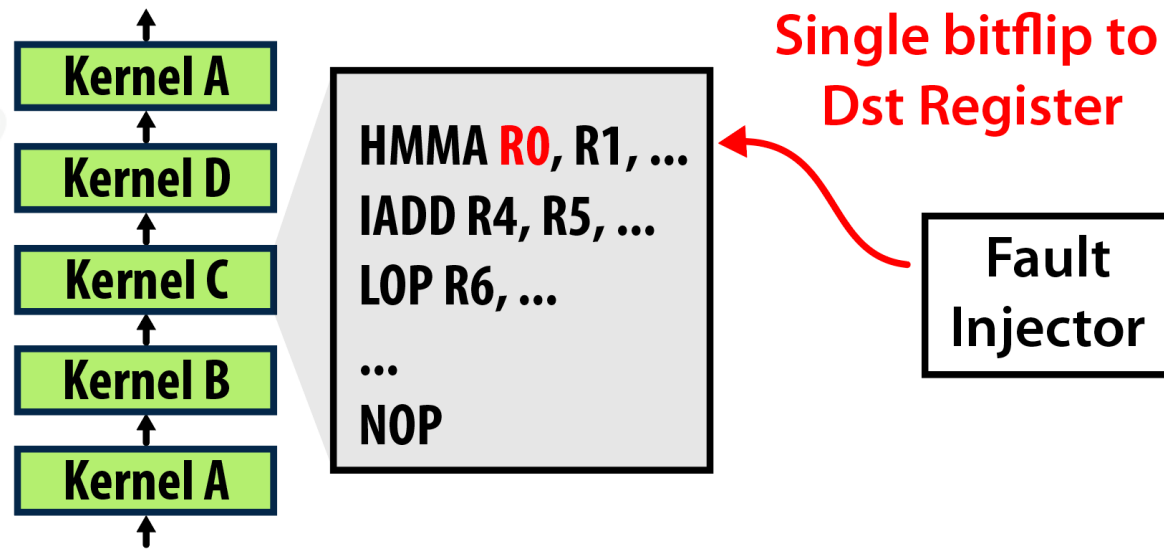 Kernel A
Kernel D
Kernel C
Kernel B
Kernel A
HMMA R0, R1, ...
IADD R4, R5, ...
LOP R6, ...
...
NOP
Single bitflip to
Dst Register
Fault
Injector